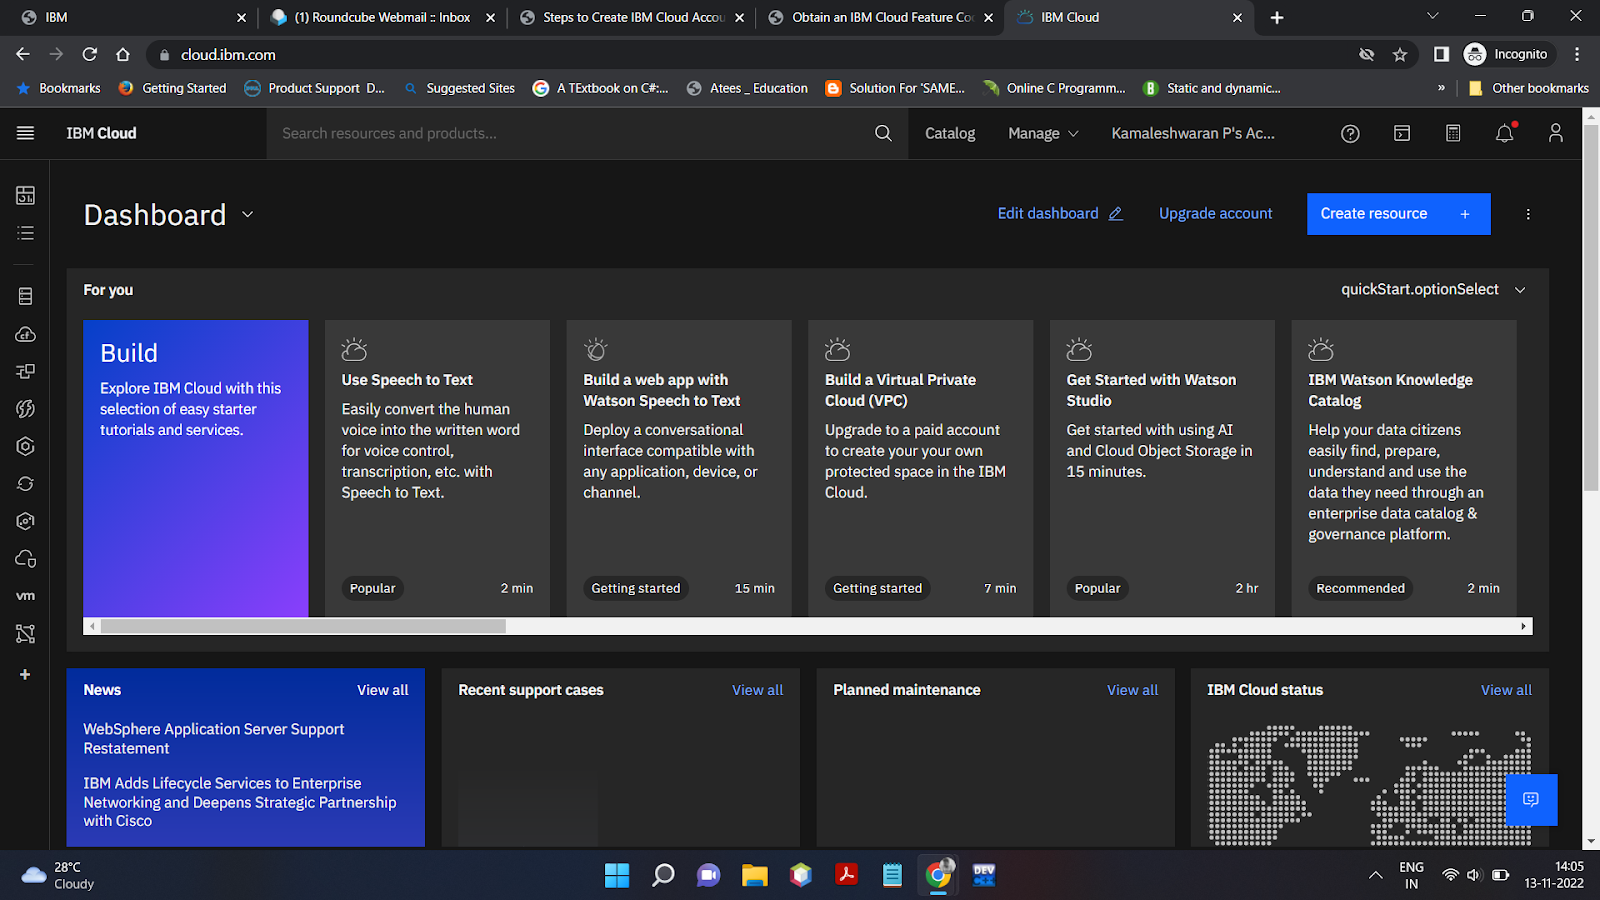 IBM
(1) Roundcube Webmail :: Inbox
Steps to Create IBM Cloud Accou
Obtain an IBM Cloud Feature Co
IBM Cloud
cloud.ibm.com
Incognito
Bookmarks
Getting Started
Product Support D...
Suggested Sites
A TExtbook on C#:...
Atees _ Education
Solution For 'SAME...
Online C Programm...
Static and dynamic...
»
Other bookmarks
IBM Cloud
Search resources and products...
Catalog
Manage
Kamaleshwaran P's Ac...
Dashboard
Edit dashboard
Upgrade account
Create resource +
For you
quickStart.optionSelect
Build
Explore IBM Cloud with this
selection of easy starter
tutorials and services.
Use Speech to Text
Easily convert the human
voice into the written word
for voice control,
transcription, etc. with
Speech to Text.
Popular
2 min
Build a web app with
Watson Speech to Text
Deploy a conversational
interface compatible with
any application, device, or
channel.
Getting started
15 min
Build a Virtual Private
Cloud (VPC)
Upgrade to a paid account
to create your your own
protected space in the IBM
Cloud.
Getting started
7 min
Get Started with Watson
Studio
Get started with using AI
and Cloud Object Storage in
15 minutes.
Popular
2 hr
IBM Watson Knowledge
Catalog
Help your data citizens
easily find, prepare,
understand and use the
data they need through an
enterprise data catalog &
governance platform.
Recommended
2 min
vm
News
View all
WebSphere Application Server Support
Restatement
IBM Adds Lifecycle Services to Enterprise
Networking and Deepens Strategic Partnership
with Cisco
Recent support cases
View all
Planned maintenance
View all
IBM Cloud status
View all
28°C
Cloudy
DEV
ENG
IN
14:05
13-11-2022